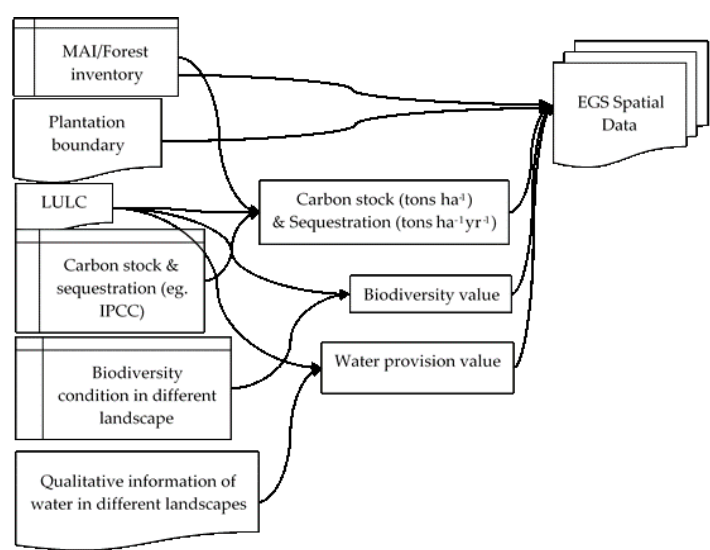 MAI/Forest
inventory
Plantation
boundary
LULC
Carbon stock &
sequestration (eg.
IPCC)
Biodiversity
condition in different
landscape
Qualitative information of
water in different landscapes
Carbon stock (tons ha⁻¹)
& Sequestration (tons ha⁻¹yr⁻¹)
Biodiversity value
Water provision value
EGS Spatial
Data